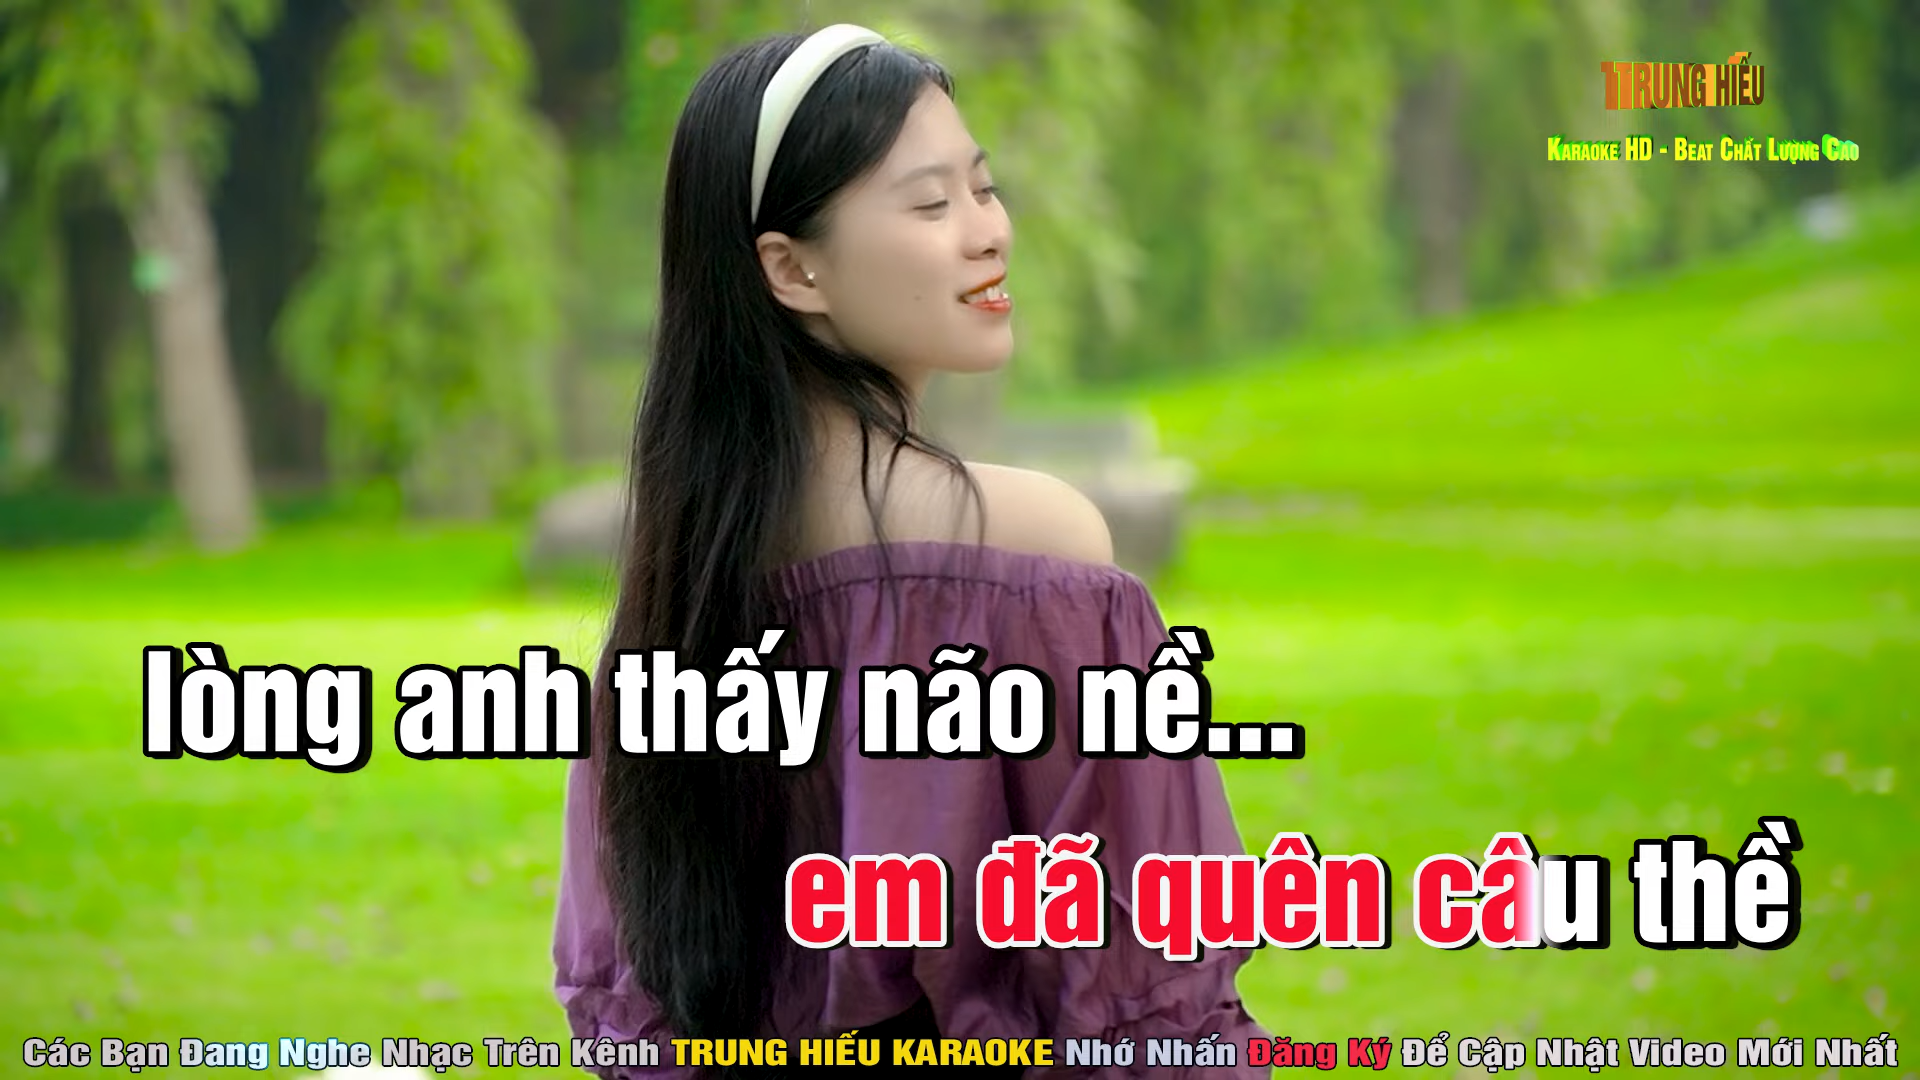 TRUNG HIẾU
KARAOKE HD - BEAT CHẤT LƯỢNG CAO
lòng anh thấy não nề...
em đã quên câu thề
Các Bạn Đang Nghe Nhạc Trên Kênh TRUNG HIẾU KARAOKE Nhớ Nhấn Đăng Ký Để Cập Nhật Video Mới Nhất